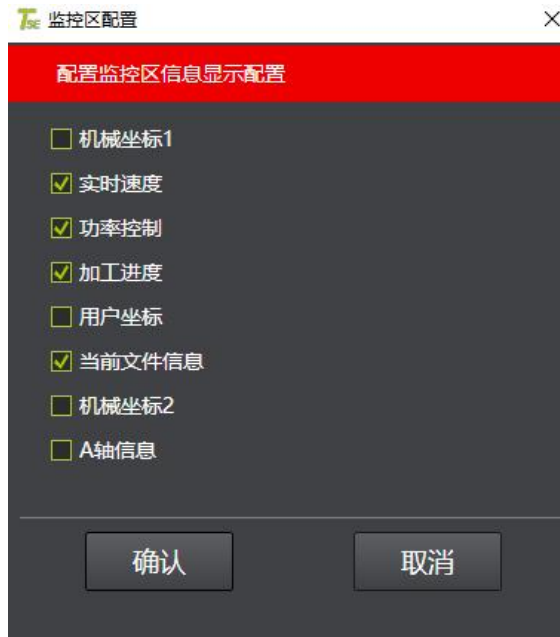 TSE 监控区配置
配置监控区信息显示配置
机械坐标1
实时速度
功率控制
加工进度
用户坐标
当前文件信息
机械坐标2
A轴信息
确认 取消